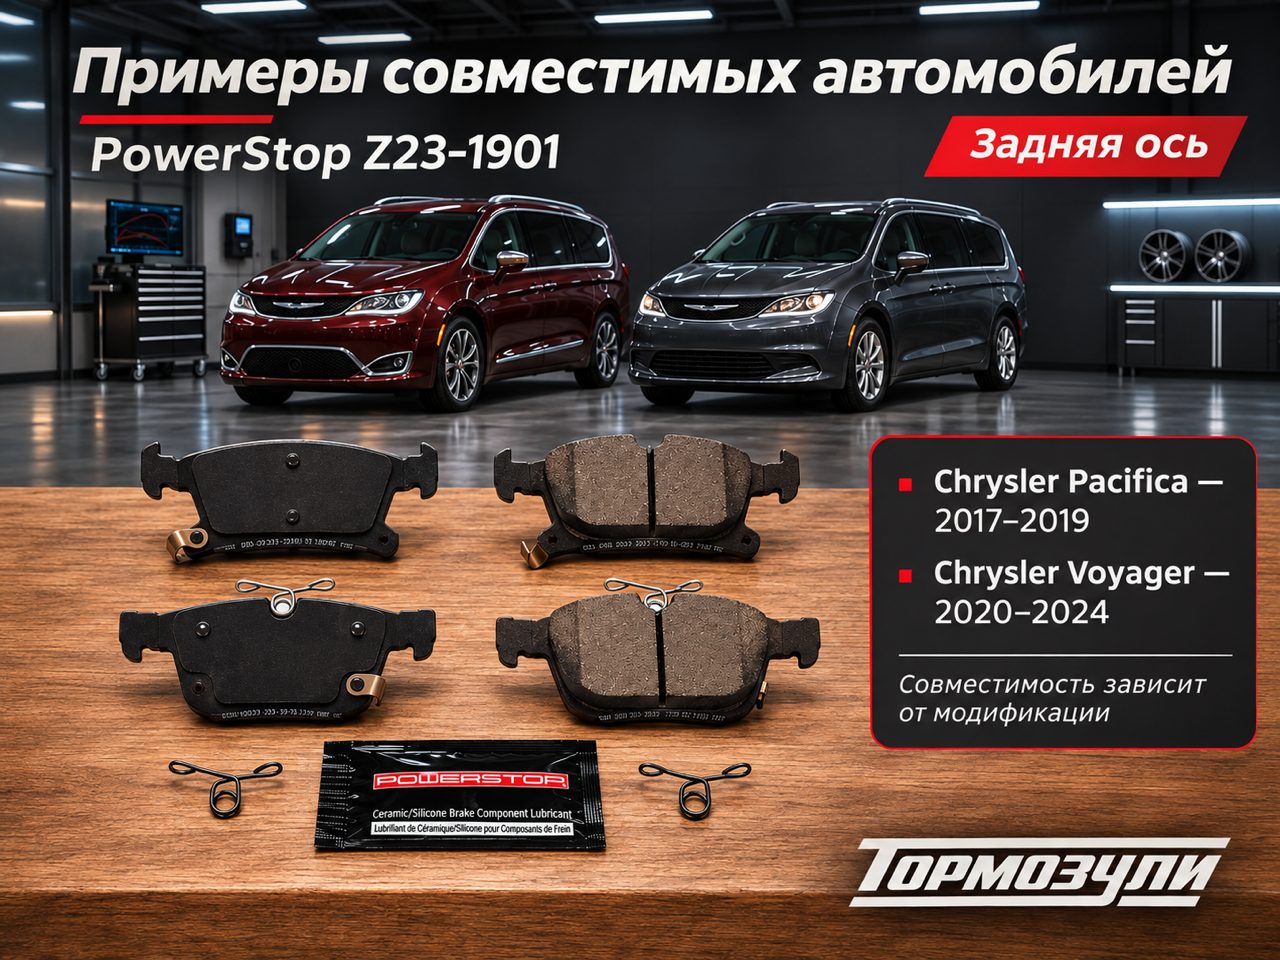 Примеры совместимых автомобилей
PowerStop Z23-1901
Задняя ось
Chrysler Pacifica —
2017–2019
Chrysler Voyager —
2020–2024
Совместимость зависит
от модификации
POWERSTOP
Ceramic/Silicone Brake Component Lubricant
Lubrifiant de Céramique/Silicone pour Composants de Frein
ТОРМОЗУЛИ